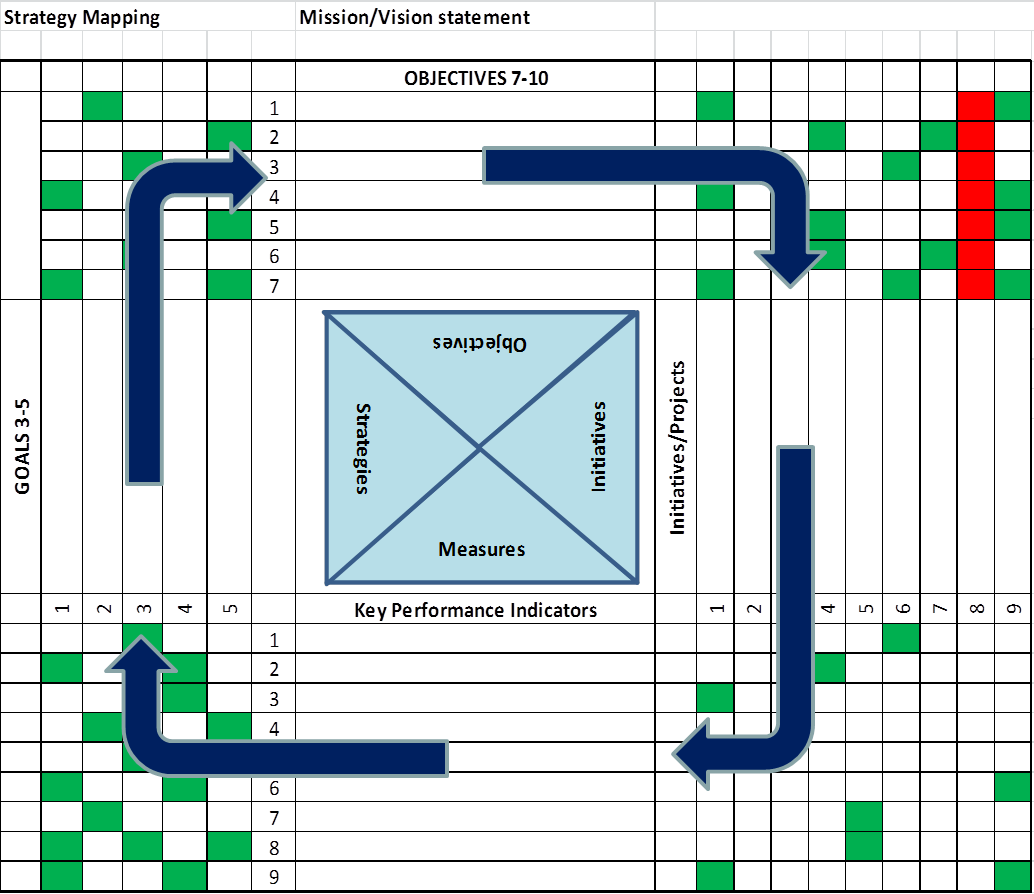 Strategy Mapping
Mission/Vision statement
OBJECTIVES 7-10
1
2
3
4
5
6
7
GOALS 3-5
Objectives
Strategies
Initiatives
Measures
Initiatives/Projects
1 2 3 4 5
Key Performance Indicators
1 2 4 5 6 7 8 9
1
2
3
4
6
7
8
9